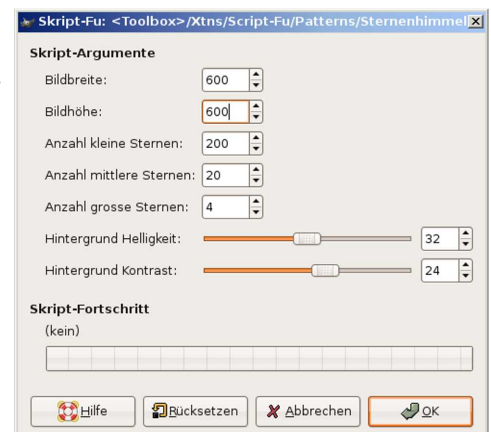 Skript-Fu: <Toolbox>/Xtns/Script-Fu/Patterns/Sternenhimmel
Skript-Argumente
Bildbreite: 600
Bildhöhe: 600
Anzahl kleine Sternen: 200
Anzahl mittlere Sternen: 20
Anzahl grosse Sternen: 4
Hintergrund Helligkeit: 32
Hintergrund Kontrast: 24
Skript-Fortschritt
(kein)
Hilfe Rücksetzen Abbrechen OK